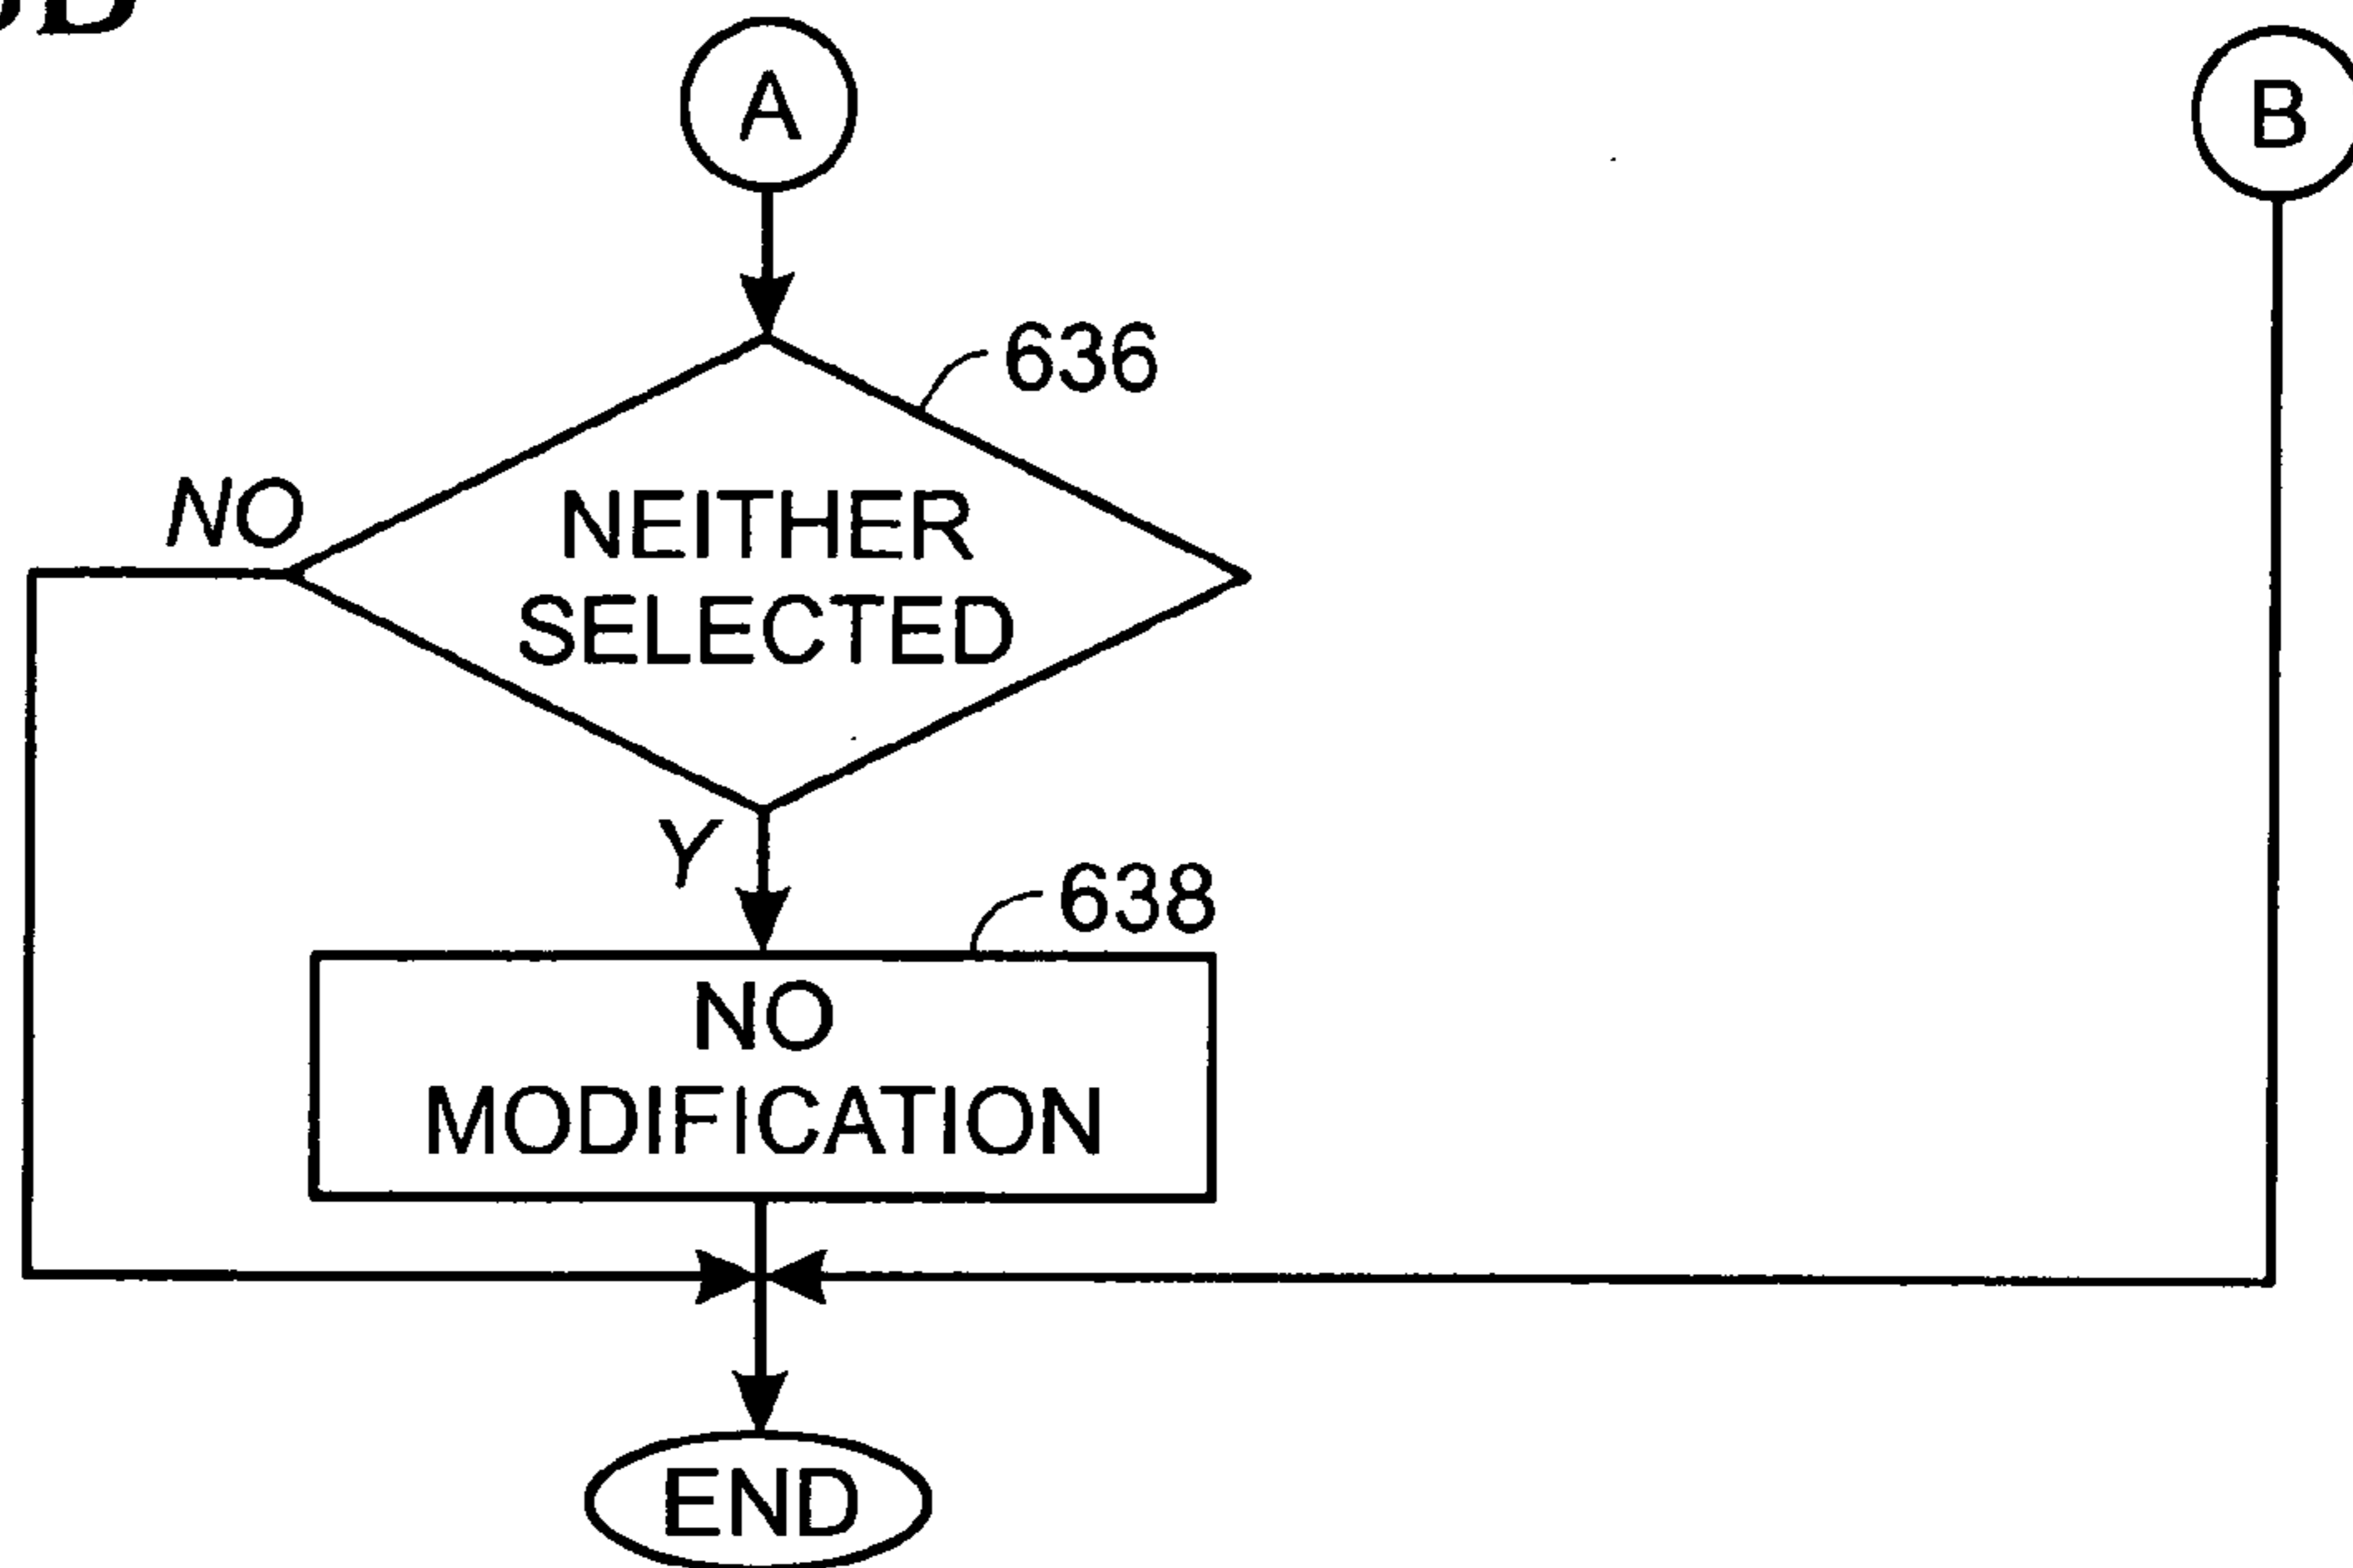 A
B
636
NO
NEITHER
SELECTED
Y
638
NO
MODIFICATION
END